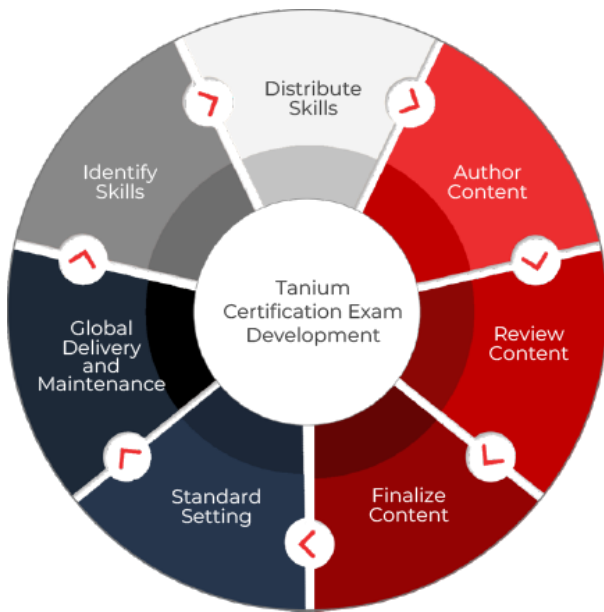 Distribute
Skills
Author
Content
Review
Content
Finalize
Content
Standard
Setting
Global
Delivery
and
Maintenance
Identify
Skills
Tanium
Certification Exam
Development